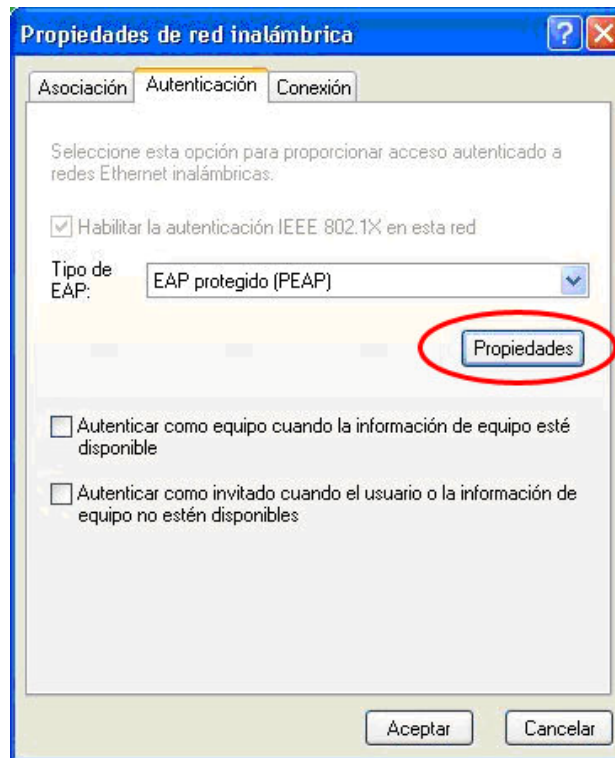 Propiedades de red inalámbrica
Asociación Autenticación Conexión
Seleccione esta opción para proporcionar acceso autenticado a
redes Ethernet inalámbricas.
Habilitar la autenticación IEEE 802.1X en esta red
Tipo de
EAP:
EAP protegido (PEAP)
Propiedades
Autenticar como equipo cuando la información de equipo esté
disponible
Autenticar como invitado cuando el usuario o la información de
equipo no estén disponibles
Aceptar Cancelar